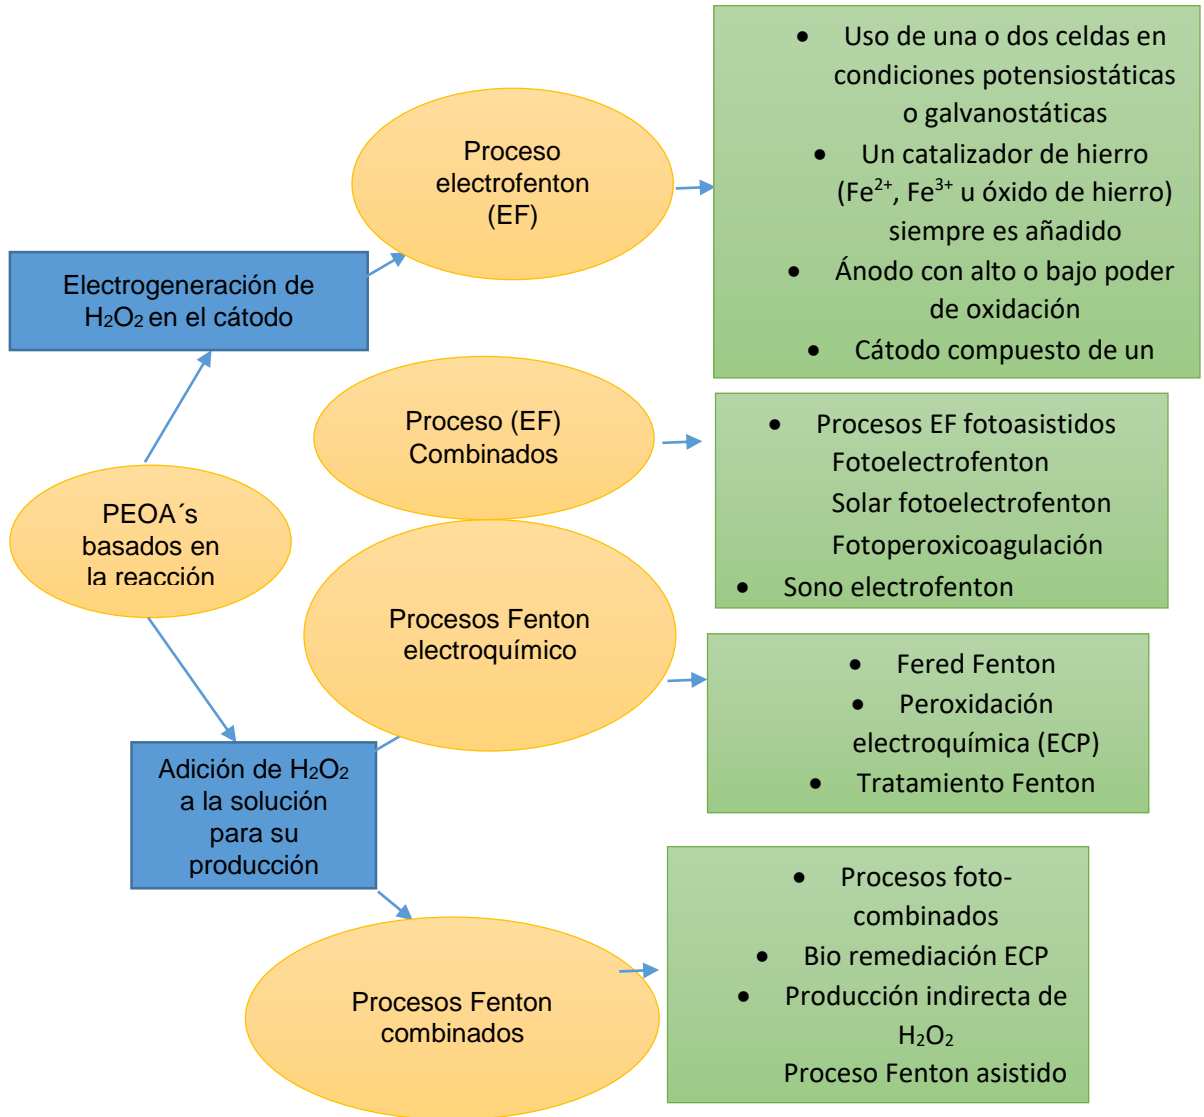 • Uso de una o dos celdas en
condiciones potensiostáticas
o galvanostáticas
• Un catalizador de hierro
(Fe²⁺, Fe³⁺ u óxido de hierro)
siempre es añadido
• Ánodo con alto o bajo poder
de oxidación
• Cátodo compuesto de un
Proceso
electrofenton
(EF)
Electrogeneración de
H₂O₂ en el cátodo
Proceso (EF)
Combinados
• Procesos EF fotoasistidos
Fotoelectrofenton
Solar fotoelectrofenton
Fotoperoxicoagulación
• Sono electrofenton
PEOA´s
basados en
la reacción
Procesos Fenton
electroquímico
• Fered Fenton
• Peroxidación
electroquímica (ECP)
• Tratamiento Fenton
Adición de H₂O₂
a la solución
para su
producción
Procesos Fenton
combinados
• Procesos foto-
combinados
• Bio remediación ECP
• Producción indirecta de
H₂O₂
Proceso Fenton asistido